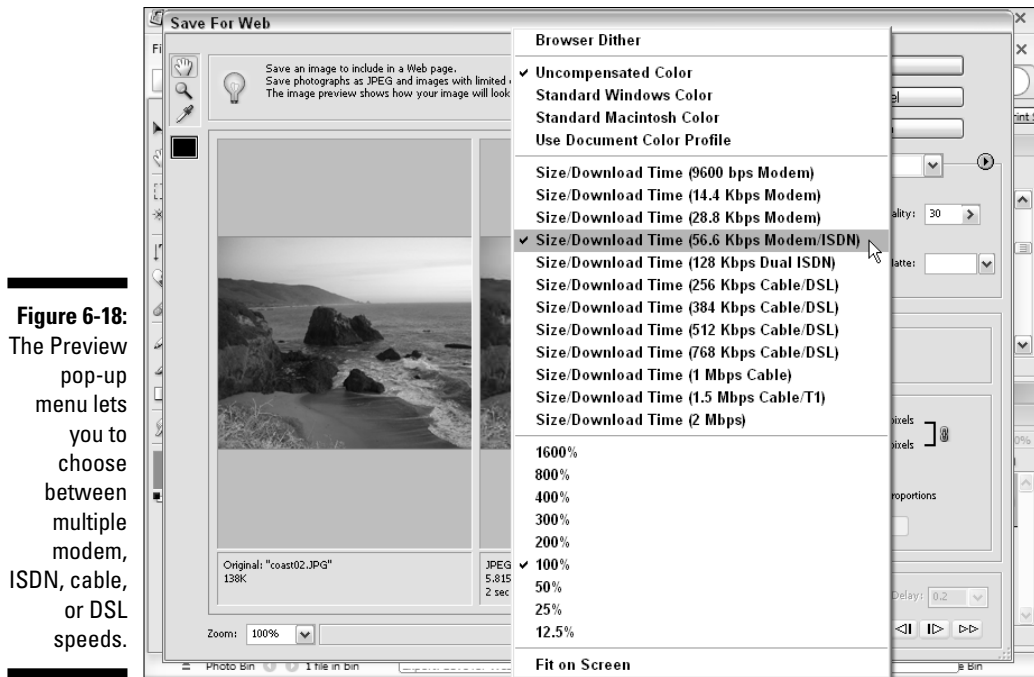 Save For Web
Fi
Save an image to include in a Web page.
Save photographs as JPEG and images with limited
The image preview shows how your image will look
Browser Dither
✓ Uncompensated Color
Standard Windows Color
Standard Macintosh Color
Use Document Color Profile
Size/Download Time (9600 bps Modem)
Size/Download Time (14.4 Kbps Modem)
Size/Download Time (28.8 Kbps Modem)
✓ Size/Download Time (56.6 Kbps Modem/ISDN)
Size/Download Time (128 Kbps Dual ISDN)
Size/Download Time (256 Kbps Cable/DSL)
Size/Download Time (384 Kbps Cable/DSL)
Size/Download Time (512 Kbps Cable/DSL)
Size/Download Time (768 Kbps Cable/DSL)
Size/Download Time (1 Mbps Cable)
Size/Download Time (1.5 Mbps Cable/T1)
Size/Download Time (2 Mbps)
1600%
800%
400%
300%
200%
✓ 100%
50%
25%
12.5%
Fit on Screen
el
rint
ality: 30
atte:
ixels
ixels
roportions
Delay: 0.2
Original: "coast02.JPG"
138K
JPEG
5.815
2 sec
Zoom: 100%
Photo Bin
1 file in bin
e Bin
Figure 6-18:
The Preview
pop-up
menu lets
you to
choose
between
multiple
modem,
ISDN, cable,
or DSL
speeds.